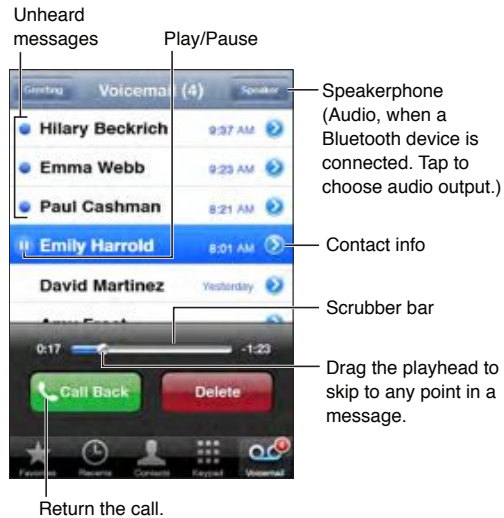 Unheard
messages
Play/Pause
Greeting
Voicemail (4)
Speaker
Speakerphone
(Audio, when a
Bluetooth device is
connected. Tap to
choose audio output.)
Hilary Beckrich
9:37 AM
Emma Webb
9:23 AM
Paul Cashman
8:21 AM
Emily Harrold
8:01 AM
Contact info
David Martinez
Yesterday
Scrubber bar
0:17
-1:23
Drag the playhead to
skip to any point in a
message.
Call Back
Delete
4
Favorites
Recents
Contacts
Keypad
Voicemail
Return the call.